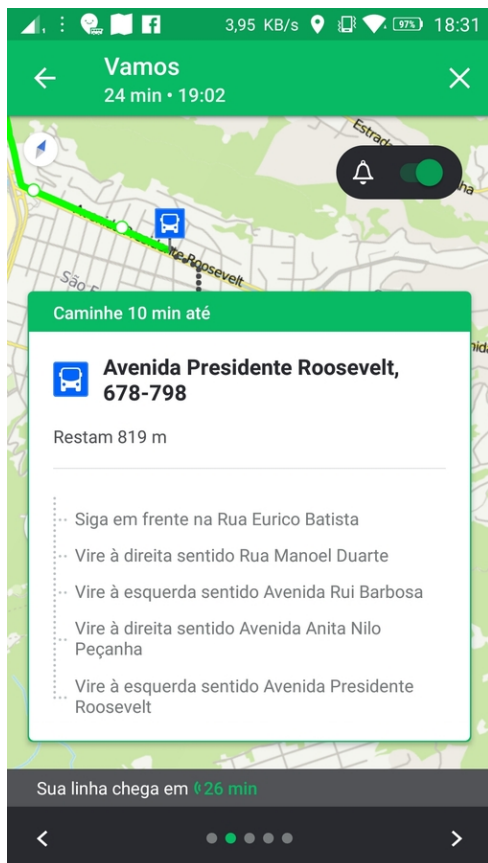 3,95 KB/s 97% 18:31
Vamos
24 min • 19:02
Estrada
ha
Roosevelt
São
Caminhe 10 min até
Avenida Presidente Roosevelt,
678-798
Restam 819 m
Siga em frente na Rua Eurico Batista
Vire à direita sentido Rua Manoel Duarte
Vire à esquerda sentido Avenida Rui Barbosa
Vire à direita sentido Avenida Anita Nilo
Peçanha
Vire à esquerda sentido Avenida Presidente
Roosevelt
Sua linha chega em 26 min